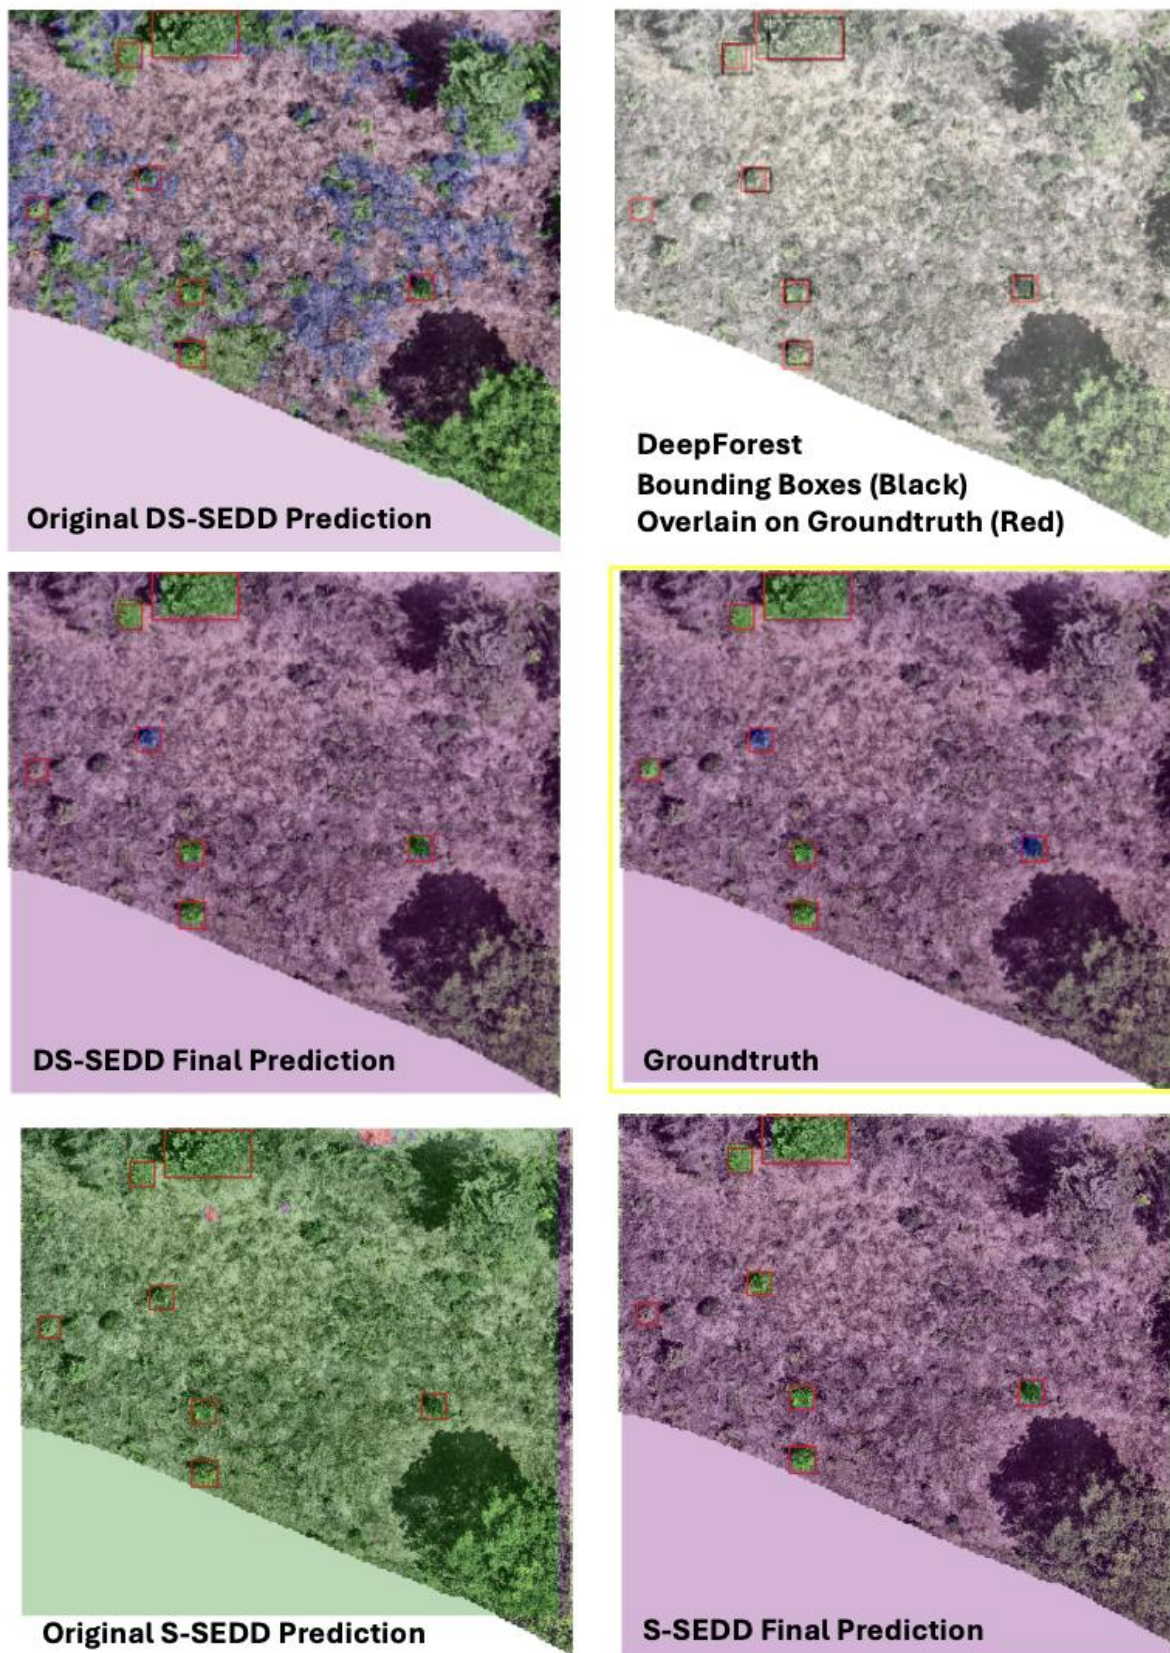 Original DS-SEDD Prediction
DeepForest
Bounding Boxes (Black)
Overlain on Groundtruth (Red)
DS-SEDD Final Prediction
Groundtruth
Original S-SEDD Prediction
S-SEDD Final Prediction